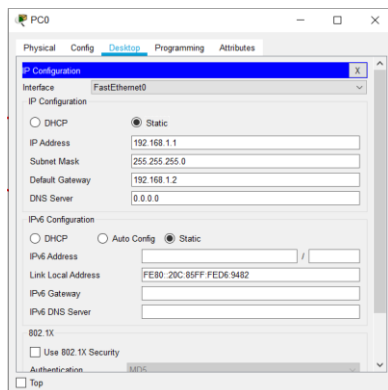 PC0
Physical Config Desktop Programming Attributes
IP Configuration X
Interface FastEthernet0
IP Configuration
DHCP Static
IP Address 192.168.1.1
Subnet Mask 255.255.255.0
Default Gateway 192.168.1.2
DNS Server 0.0.0.0
IPv6 Configuration
DHCP Auto Config Static
IPv6 Address /
Link Local Address FE80::20C:85FF:FED6:9482
IPv6 Gateway
IPv6 DNS Server
802.1X
Use 802.1X Security
Authentication MD5
Top